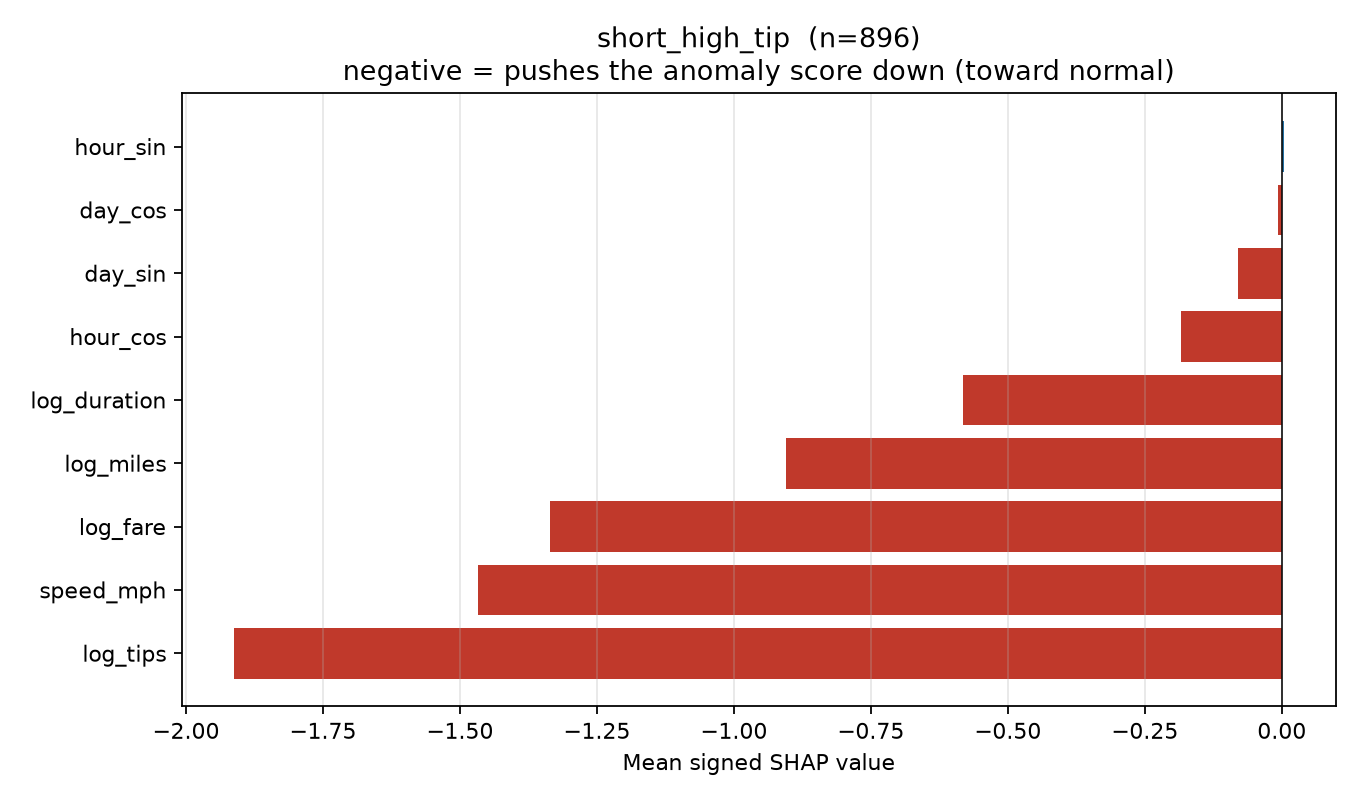 short_high_tip  (n=896)
negative = pushes the anomaly score down (toward normal)
hour_sin
day_cos
day_sin
hour_cos
log_duration
log_miles
log_fare
speed_mph
log_tips
−2.00 −1.75 −1.50 −1.25 −1.00 −0.75 −0.50 −0.25 0.00
Mean signed SHAP value